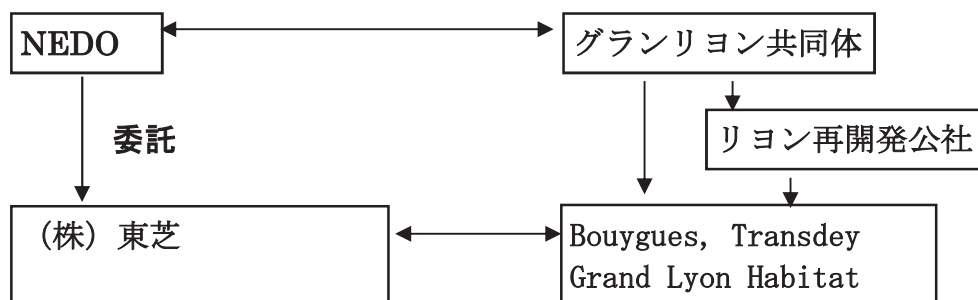 NEDO
グランリヨン共同体
委託
リヨン再開発公社
(株) 東芝
Bouygues, Transdey
Grand Lyon Habitat